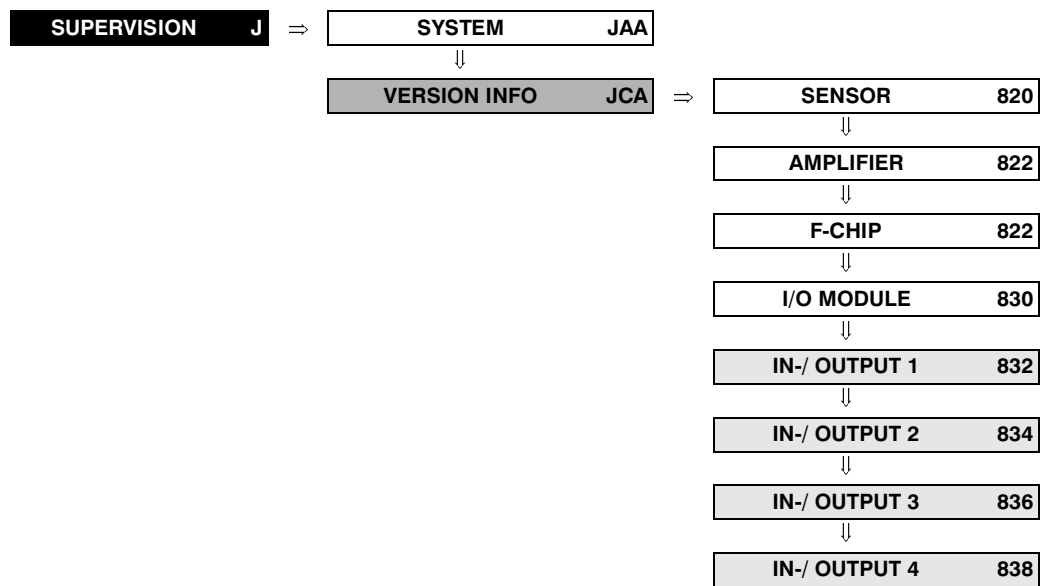 SUPERVISION J ⇒ SYSTEM JAA
⇓
VERSION INFO JCA ⇒ SENSOR 820
⇓
AMPLIFIER 822
⇓
F-CHIP 822
⇓
I/O MODULE 830
⇓
IN-/ OUTPUT 1 832
⇓
IN-/ OUTPUT 2 834
⇓
IN-/ OUTPUT 3 836
⇓
IN-/ OUTPUT 4 838